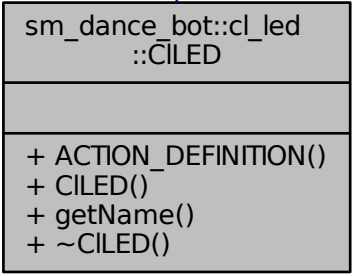 sm_dance_bot::cl_led
::ClLED
+ ACTION_DEFINITION()
+ ClLED()
+ getName()
+ ~ClLED()